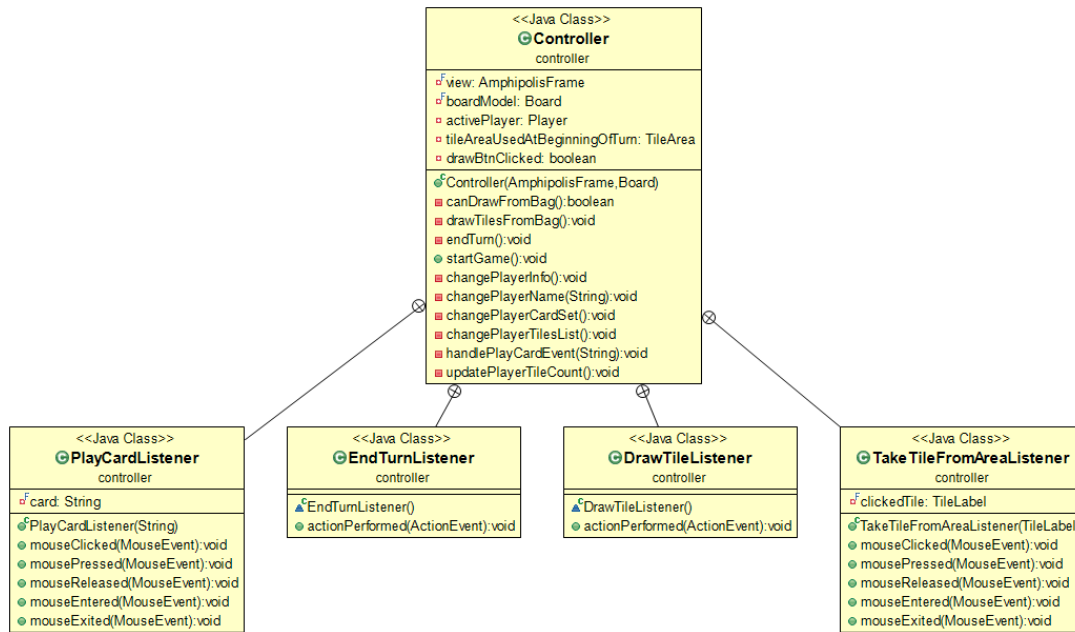 <<Java Class>>
Controller
controller
view: AmphipolisFrame
boardModel: Board
activePlayer: Player
tileAreaUsedAtBeginningOfTurn: TileArea
drawBtnClicked: boolean
Controller(AmphipolisFrame,Board)
canDrawFromBag():boolean
drawTilesFromBag():void
endTurn():void
startGame():void
changePlayerInfo():void
changePlayerName(String):void
changePlayerCardSet():void
changePlayerTilesList():void
handlePlayCardEvent(String):void
updatePlayerTileCount():void
<<Java Class>>
PlayCardListener
controller
card: String
PlayCardListener(String)
mouseClicked(MouseEvent):void
mousePressed(MouseEvent):void
mouseReleased(MouseEvent):void
mouseEntered(MouseEvent):void
mouseExited(MouseEvent):void
<<Java Class>>
EndTurnListener
controller
EndTurnListener()
actionPerformed(ActionEvent):void
<<Java Class>>
DrawTileListener
controller
DrawTileListener()
actionPerformed(ActionEvent):void
<<Java Class>>
TakeTileFromAreaListener
controller
clickedTile: TileLabel
TakeTileFromAreaListener(TileLabel
mouseClicked(MouseEvent):void
mousePressed(MouseEvent):void
mouseReleased(MouseEvent):void
mouseEntered(MouseEvent):void
mouseExited(MouseEvent):void